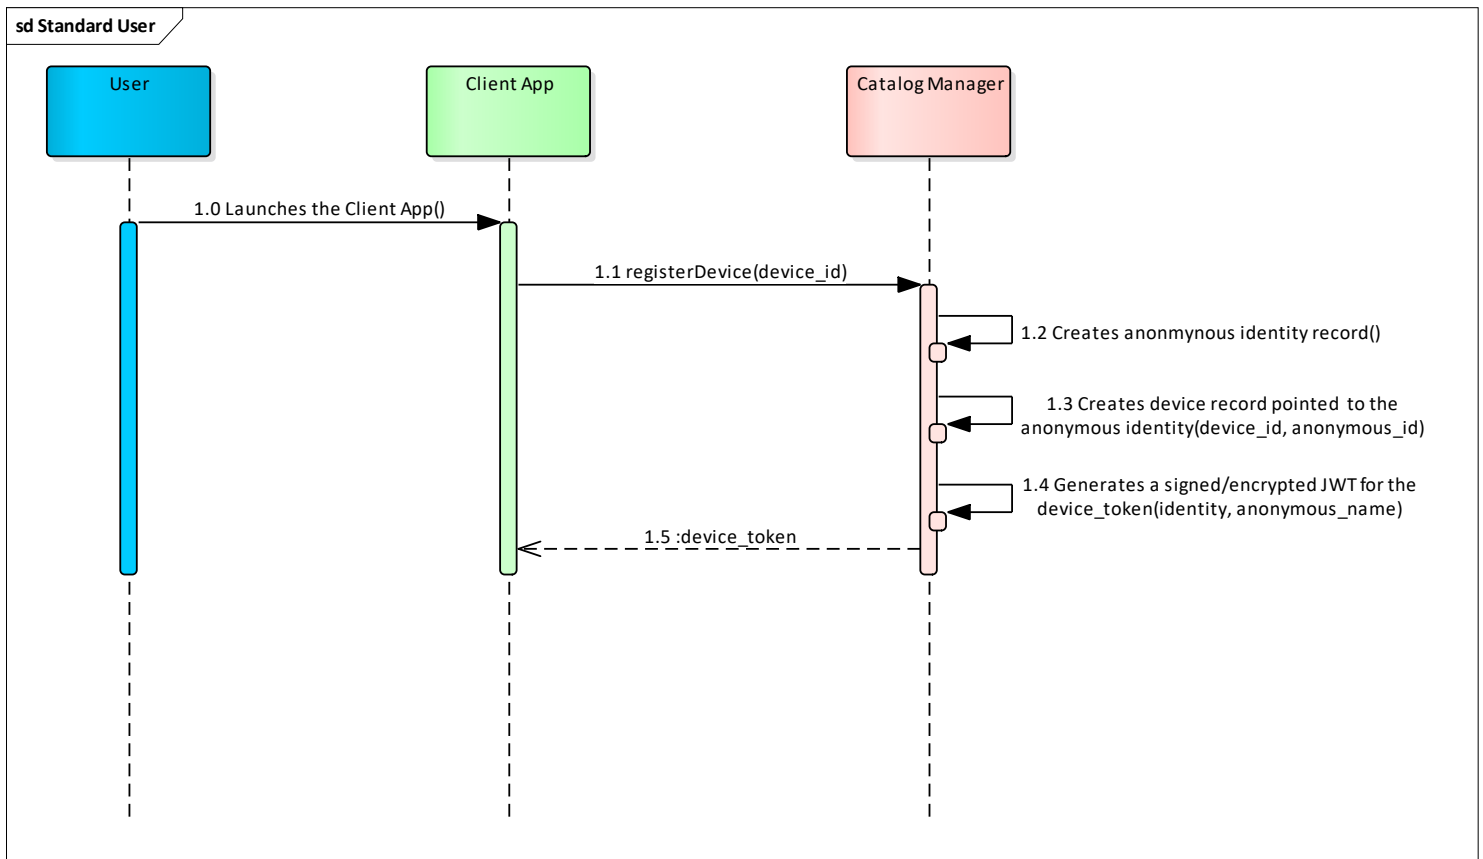 sd Standard User
User
Client App
Catalog Manager
1.0 Launches the Client App()
1.1 registerDevice(device_id)
1.2 Creates anonmynous identity record()
1.3 Creates device record pointed to the
anonymous identity(device_id, anonymous_id)
1.4 Generates a signed/encrypted JWT for the
device_token(identity, anonymous_name)
1.5 :device_token